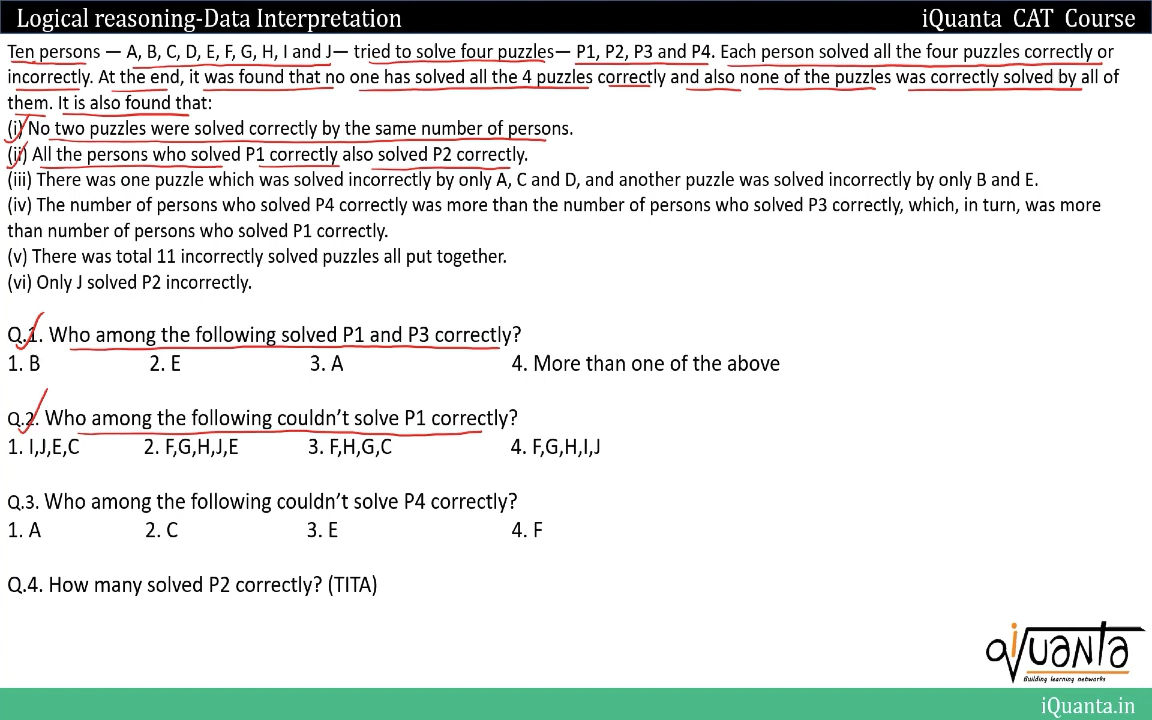 Logical reasoning-Data Interpretation
iQuanta CAT Course
Ten persons — A, B, C, D, E, F, G, H, I and J— tried to solve four puzzles— P1, P2, P3 and P4. Each person solved all the four puzzles correctly or
incorrectly. At the end, it was found that no one has solved all the 4 puzzles correctly and also none of the puzzles was correctly solved by all of
them. It is also found that:
(i) No two puzzles were solved correctly by the same number of persons.
(ii) All the persons who solved P1 correctly also solved P2 correctly.
(iii) There was one puzzle which was solved incorrectly by only A, C and D, and another puzzle was solved incorrectly by only B and E.
(iv) The number of persons who solved P4 correctly was more than the number of persons who solved P3 correctly, which, in turn, was more
than number of persons who solved P1 correctly.
(v) There was total 11 incorrectly solved puzzles all put together.
(vi) Only J solved P2 incorrectly.
Q.1. Who among the following solved P1 and P3 correctly?
1. B 2. E 3. A 4. More than one of the above
Q.2. Who among the following couldn't solve P1 correctly?
1. I,J,E,C 2. F,G,H,J,E 3. F,H,G,C 4. F,G,H,I,J
Q.3. Who among the following couldn't solve P4 correctly?
1. A 2. C 3. E 4. F
Q.4. How many solved P2 correctly? (TITA)
iQuanta
Building learning networks
iQuanta.in